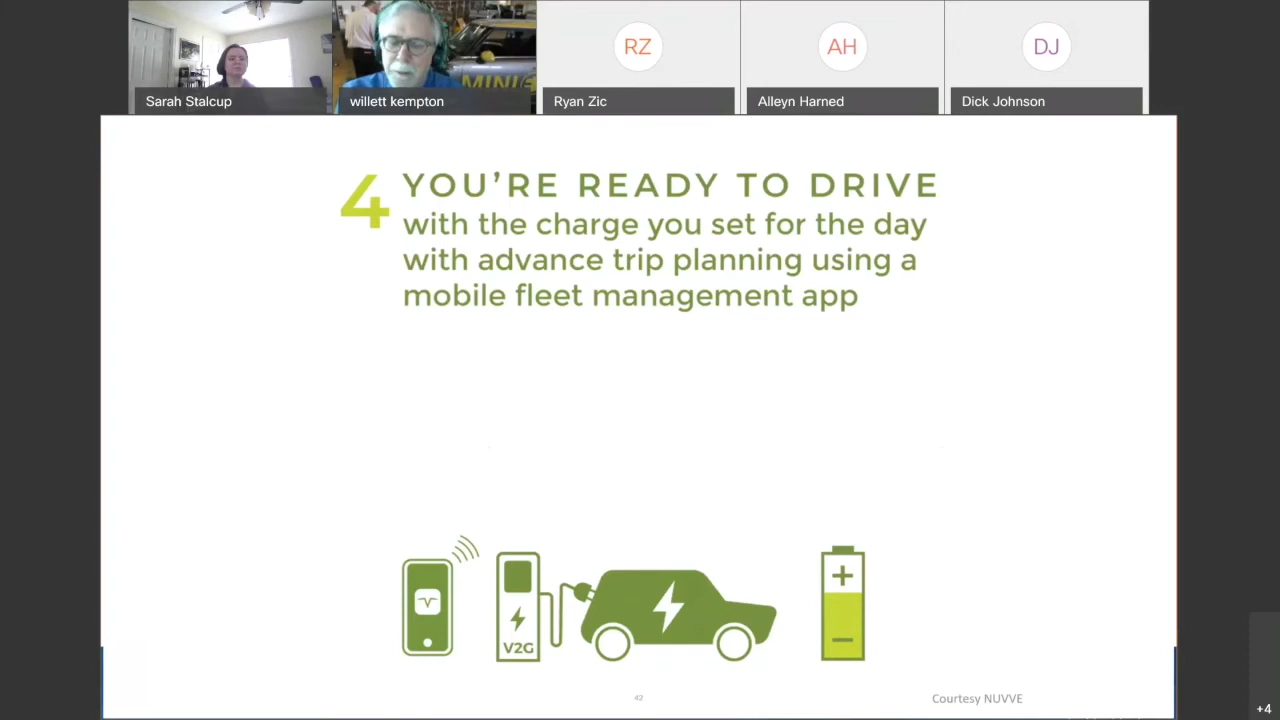 Sarah Stalcup
willett kempton
MINI E
RZ
Ryan Zic
AH
Alleyn Harned
DJ
Dick Johnson
4 YOU'RE READY TO DRIVE
with the charge you set for the day
with advance trip planning using a
mobile fleet management app
V2G
+
−
42
Courtesy NUVVE
+4